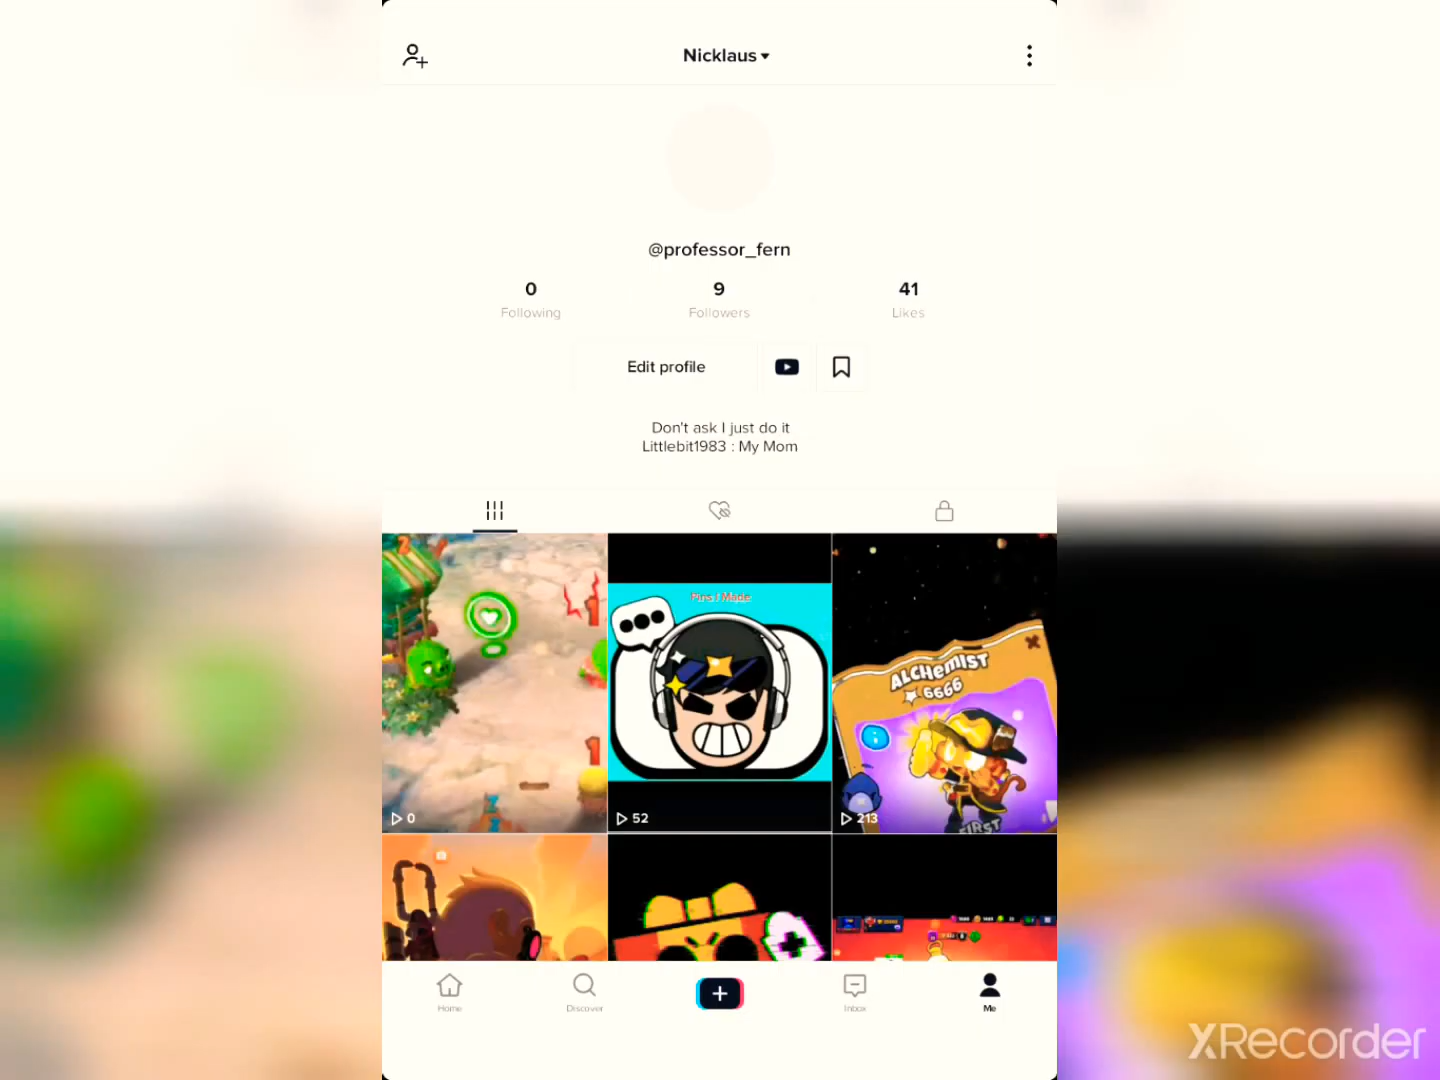 Nicklaus
@professor_fern
0 9 41
Following Followers Likes
Edit profile
Don't ask I just do it
Littlebit1983 : My Mom
Pins I Made
ALCHEMIST
6666
FIRST
0 52 213
Home Discover Inbox Me
XRecorder